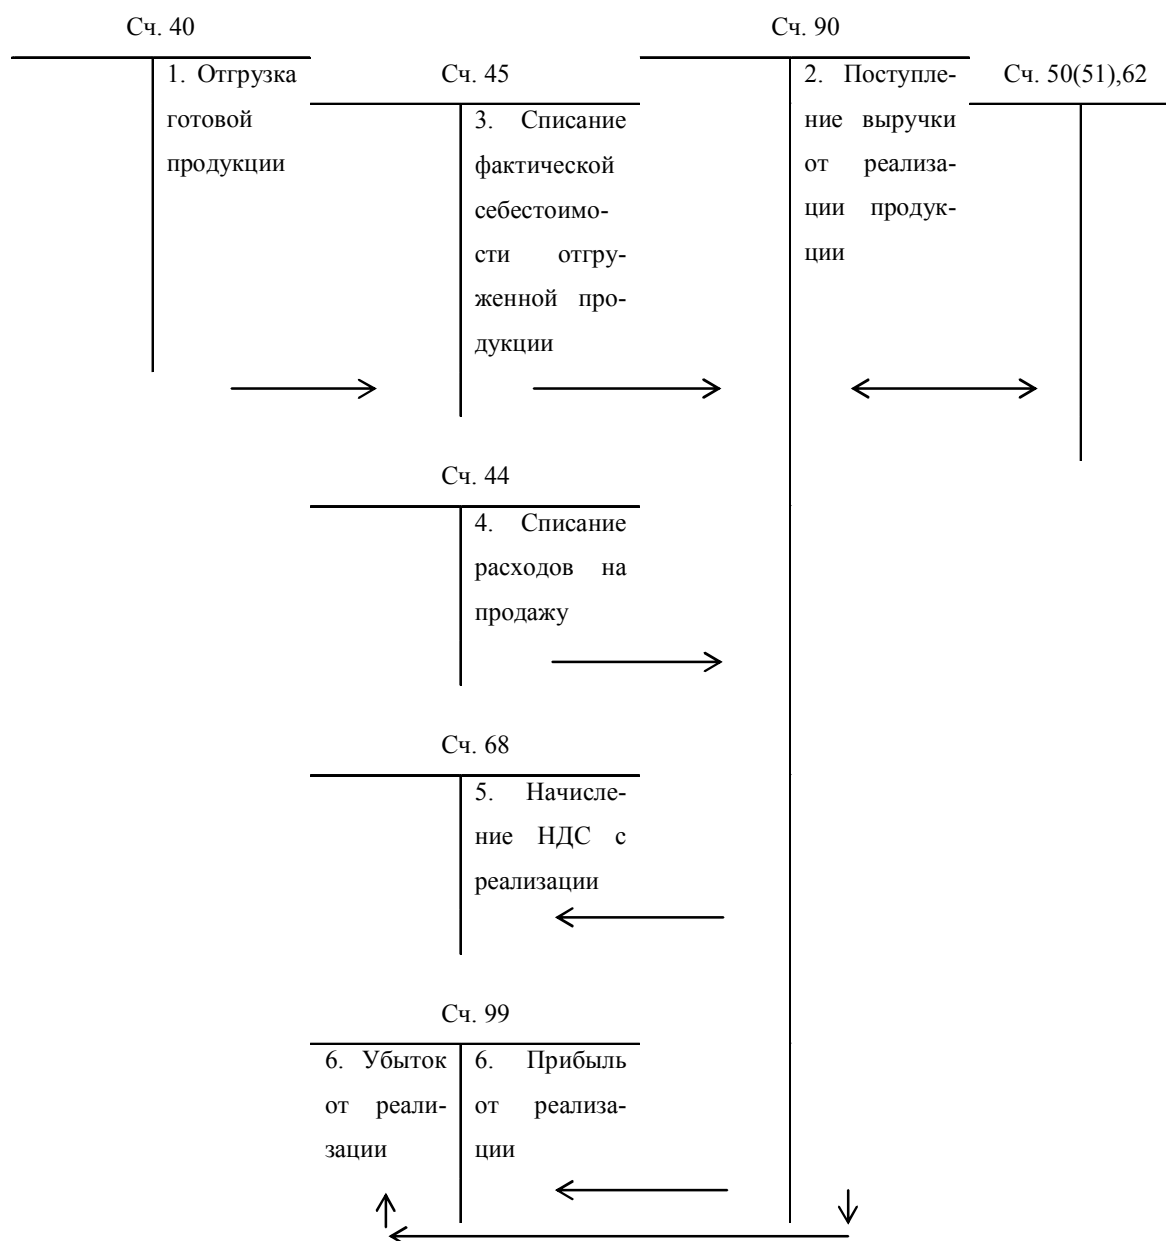 Сч. 40
1. Отгрузка
готовой
продукции
Сч. 45
3. Списание
фактической
себестоимо-
сти отгру-
женной про-
дукции
Сч. 90
2. Поступле-
ние выручки
от реализа-
ции продук-
ции
Сч. 50(51),62
Сч. 44
4. Списание
расходов на
продажу
Сч. 68
5. Начисле-
ние НДС с
реализации
Сч. 99
6. Убыток
от реали-
зации
6. Прибыль
от реализа-
ции